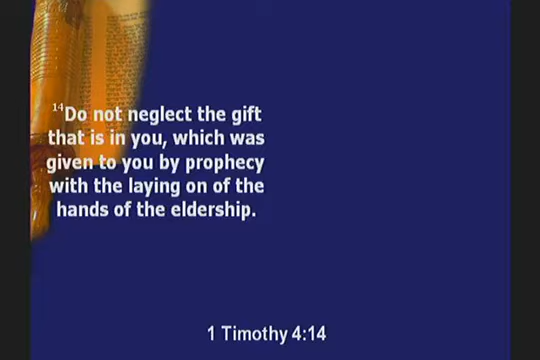 14Do not neglect the gift
that is in you, which was
given to you by prophecy
with the laying on of the
hands of the eldership.
1 Timothy 4:14